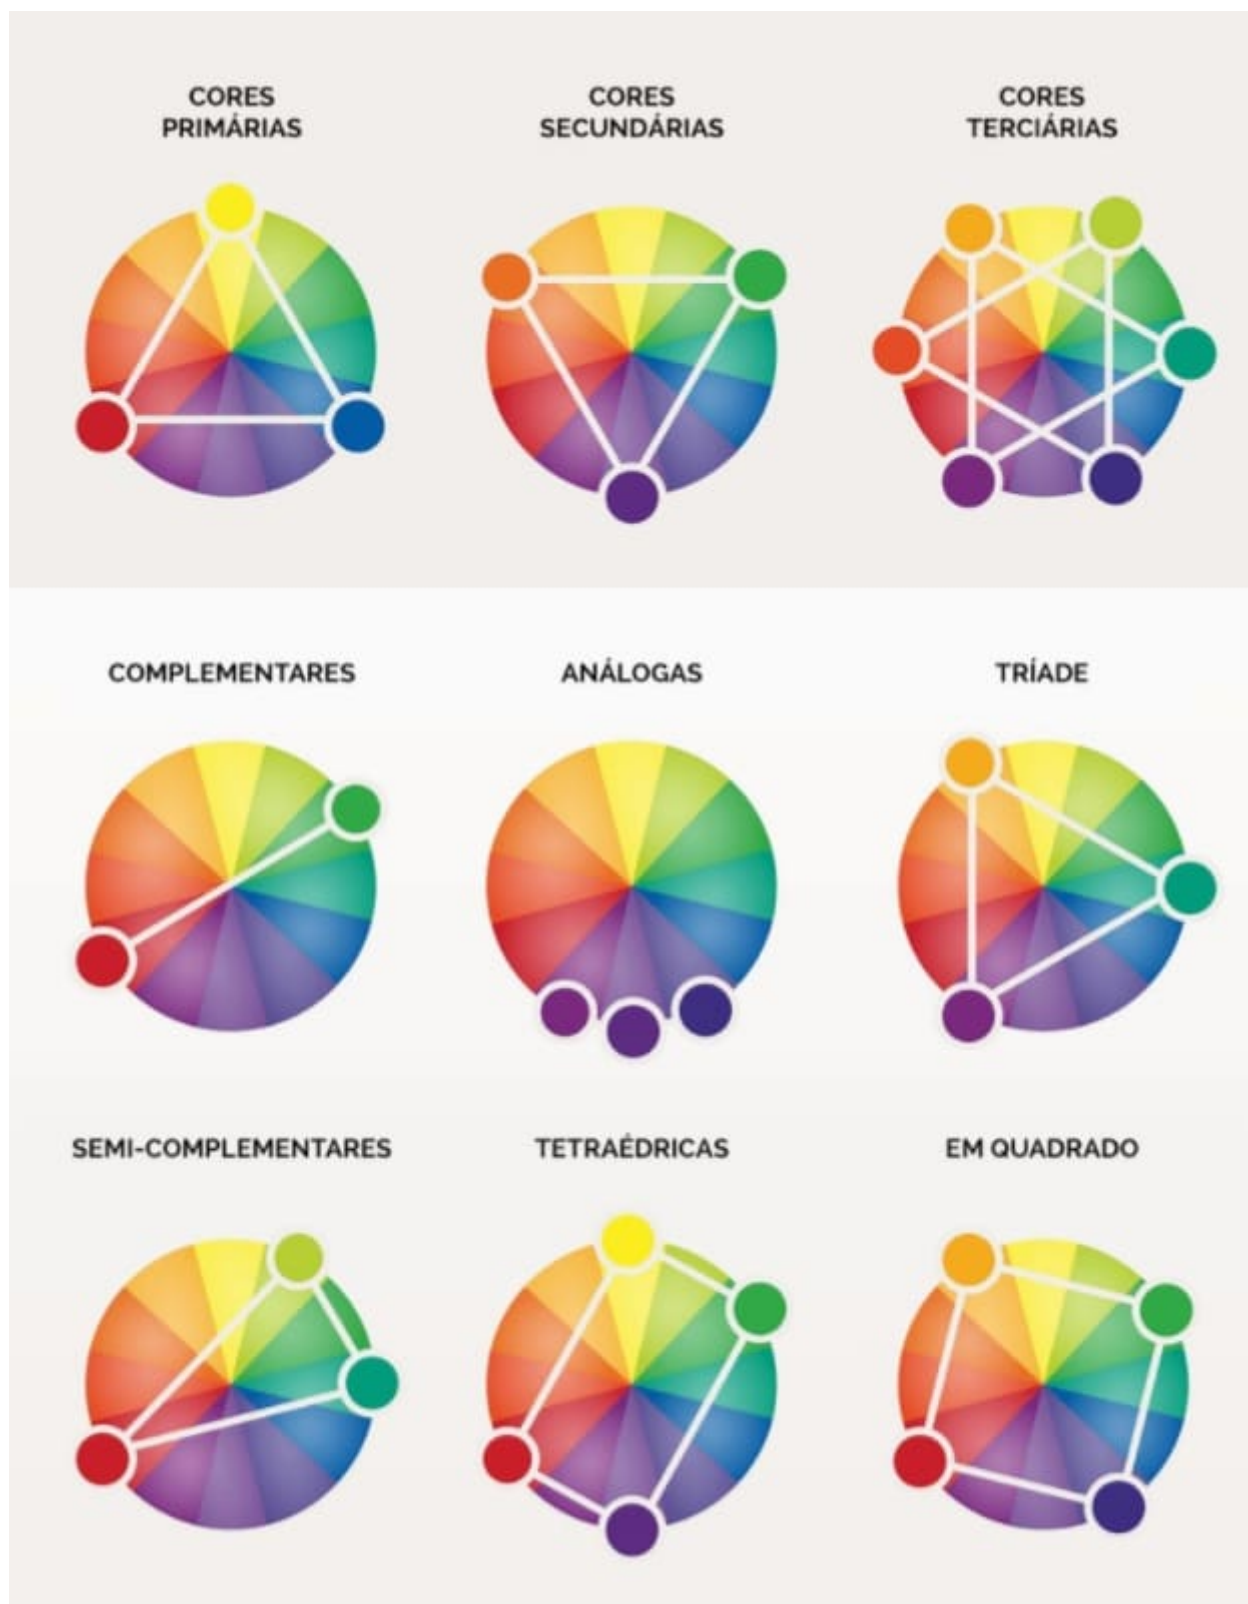 CORES
PRIMÁRIAS
CORES
SECUNDÁRIAS
CORES
TERCIÁRIAS
COMPLEMENTARES
ANÁLOGAS
TRÍADE
SEMI-COMPLEMENTARES
TETRAÉDRICAS
EM QUADRADO